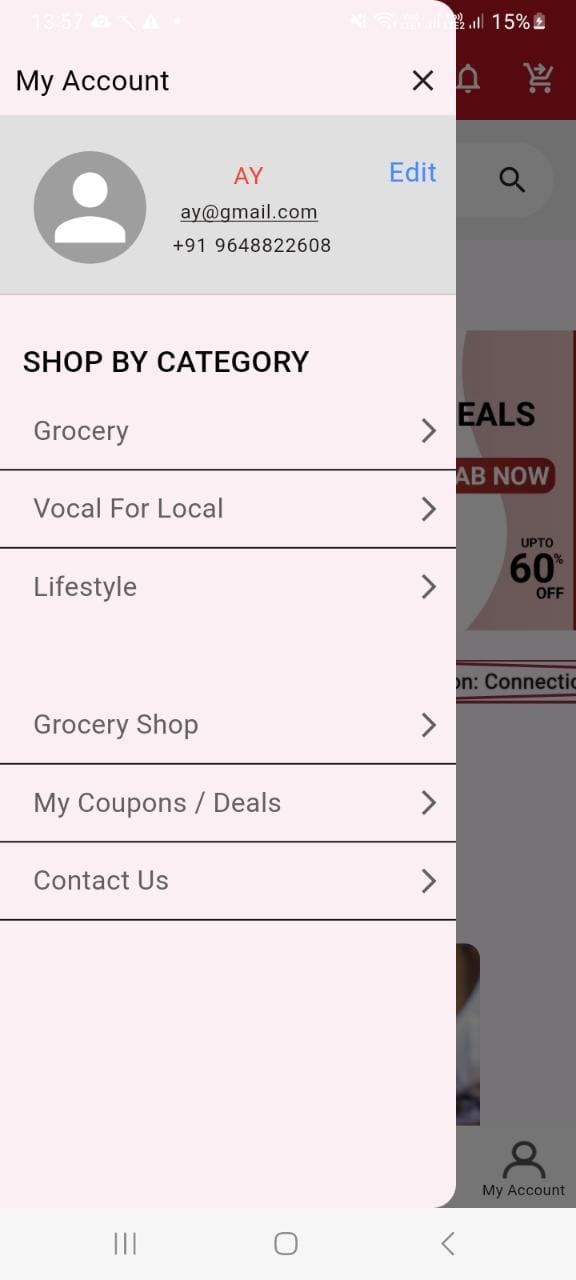 13:57
15%
My Account
AY
Edit
ay@gmail.com
+91 9648822608
SHOP BY CATEGORY
Grocery
EALS
Vocal For Local
AB NOW
UPTO
60%
Lifestyle
OFF
on: Connectio
Grocery Shop
My Coupons / Deals
Contact Us
My Account